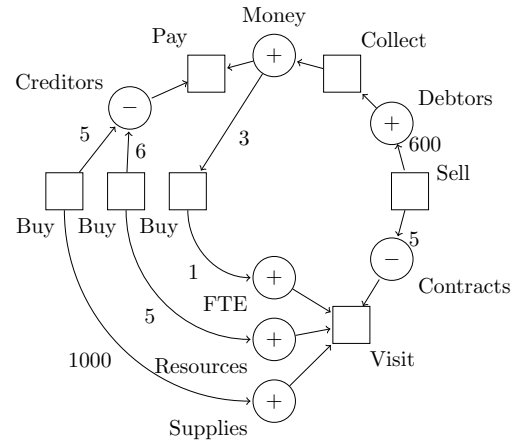 Money
Pay
Collect
+
Creditors
−
Debtors
+
5
6
3
600
Sell
Buy
Buy
Buy
5
−
1
+
FTE
Contracts
5
+
Resources
Visit
1000
+
Supplies